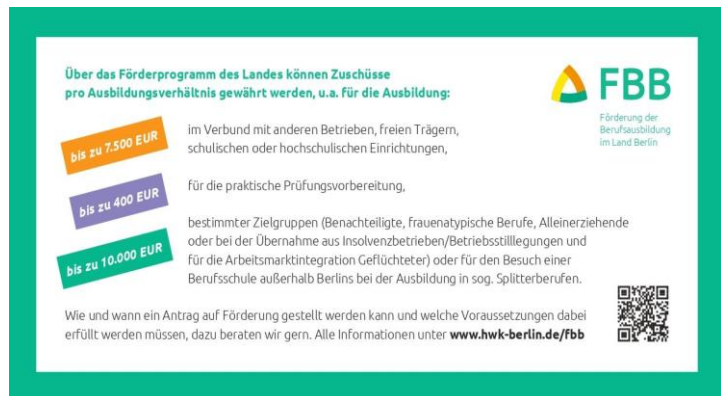 Über das Förderprogramm des Landes können Zuschüsse
pro Ausbildungsverhältnis gewährt werden, u.a. für die Ausbildung:
FBB
Förderung der
Berufsausbildung
im Land Berlin
bis zu 7.500 EUR
im Verbund mit anderen Betrieben, freien Trägern,
schulischen oder hochschulischen Einrichtungen,
bis zu 400 EUR
für die praktische Prüfungsvorbereitung,
bis zu 10.000 EUR
bestimmter Zielgruppen (Benachteiligte, frauenatypische Berufe, Alleinerziehende
oder bei der Übernahme aus Insolvenzbetrieben/Betriebsstilllegungen und
für die Arbeitsmarktintegration Geflüchteter) oder für den Besuch einer
Berufsschule außerhalb Berlins bei der Ausbildung in sog. Splitterberufen.
Wie und wann ein Antrag auf Förderung gestellt werden kann und welche Voraussetzungen dabei
erfüllt werden müssen, dazu beraten wir gern. Alle Informationen unter www.hwk-berlin.de/fbb